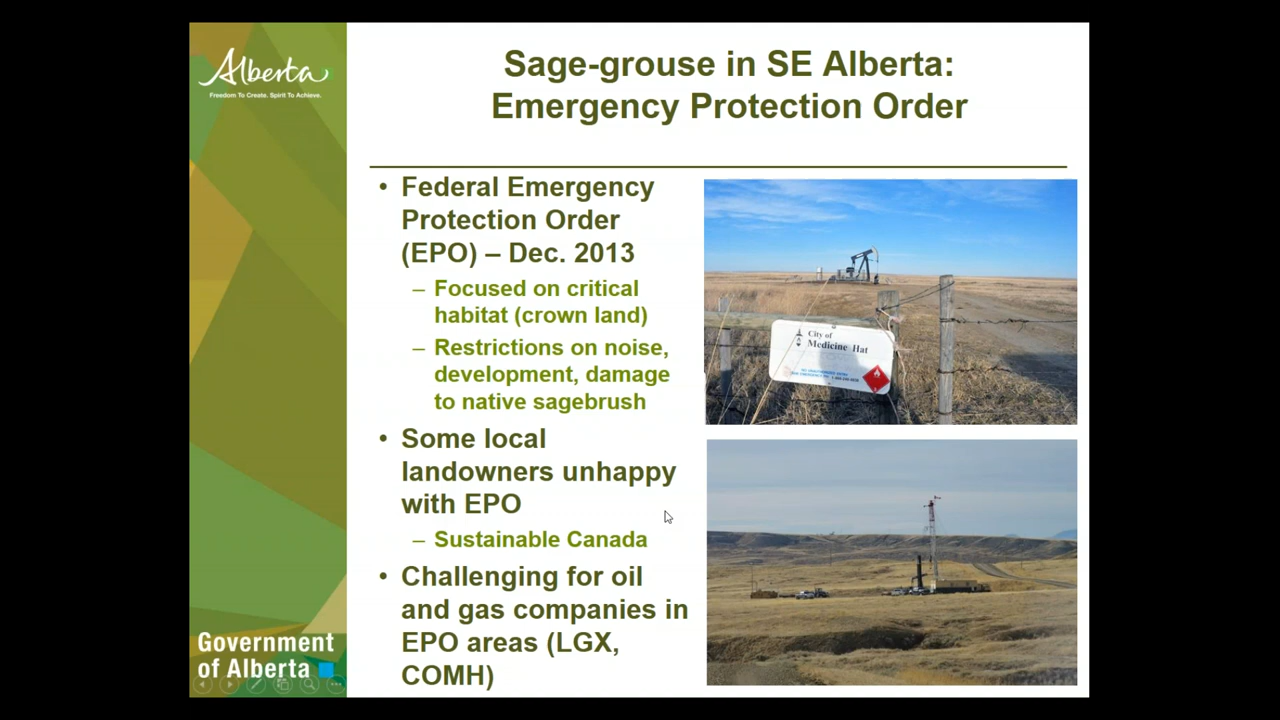 Alberta
Freedom To Create. Spirit To Achieve.
Sage-grouse in SE Alberta:
Emergency Protection Order
• Federal Emergency
Protection Order
(EPO) – Dec. 2013
– Focused on critical
habitat (crown land)
– Restrictions on noise,
development, damage
to native sagebrush
• Some local
landowners unhappy
with EPO
– Sustainable Canada
• Challenging for oil
and gas companies in
EPO areas (LGX,
COMH)
City of
Medicine Hat
Government
of Alberta